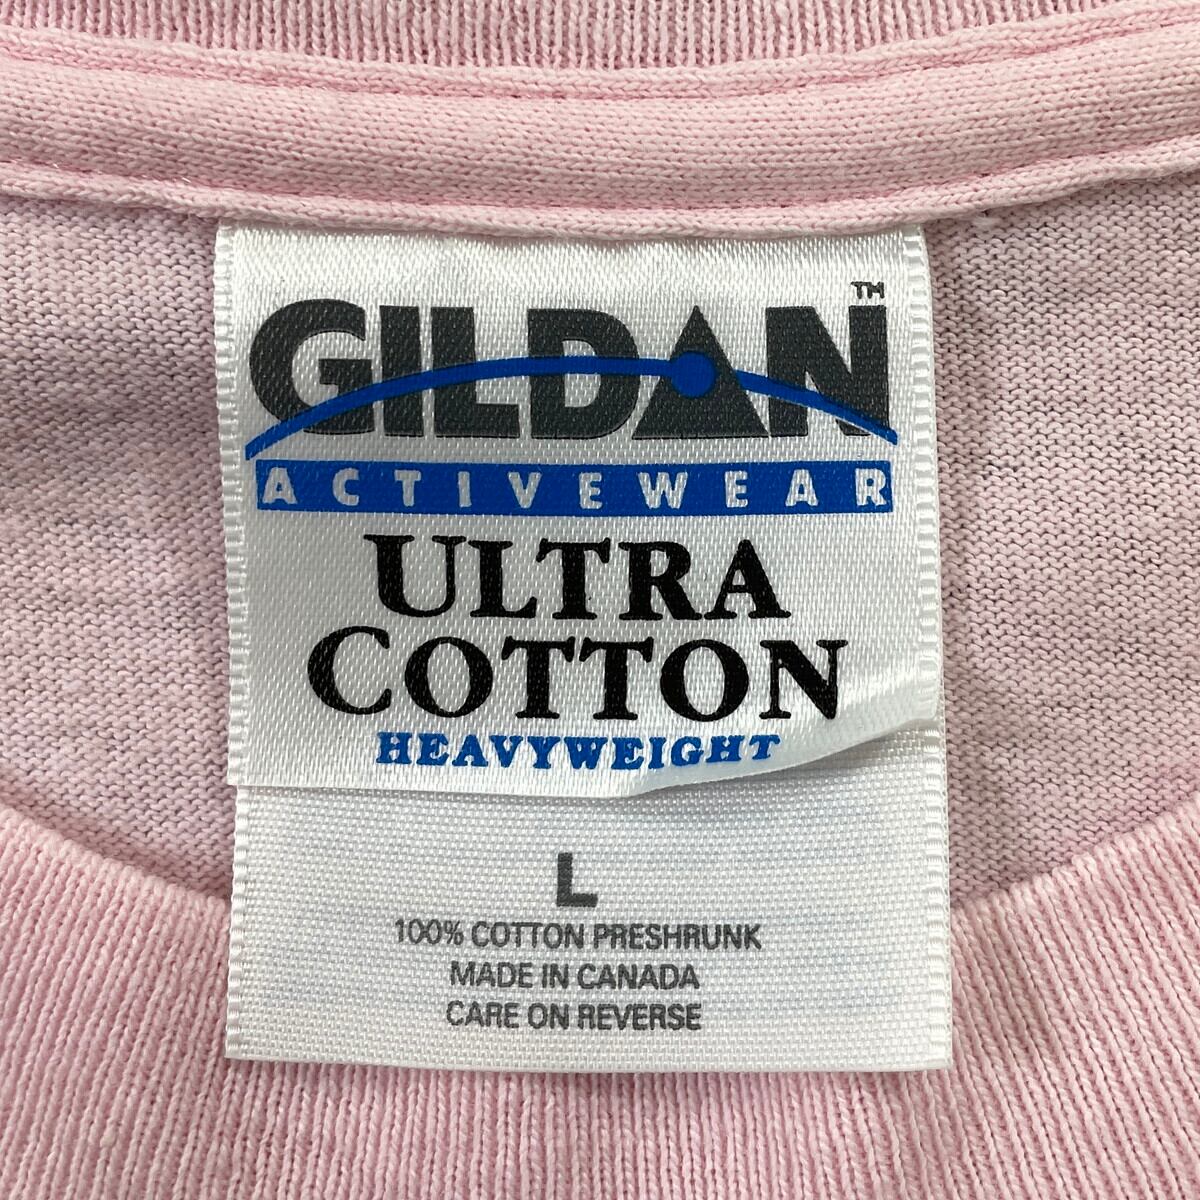 GILDAN™
ACTIVEWEAR
ULTRA
COTTON
HEAVYWEIGHT
L
100% COTTON PRESHRUNK
MADE IN CANADA
CARE ON REVERSE